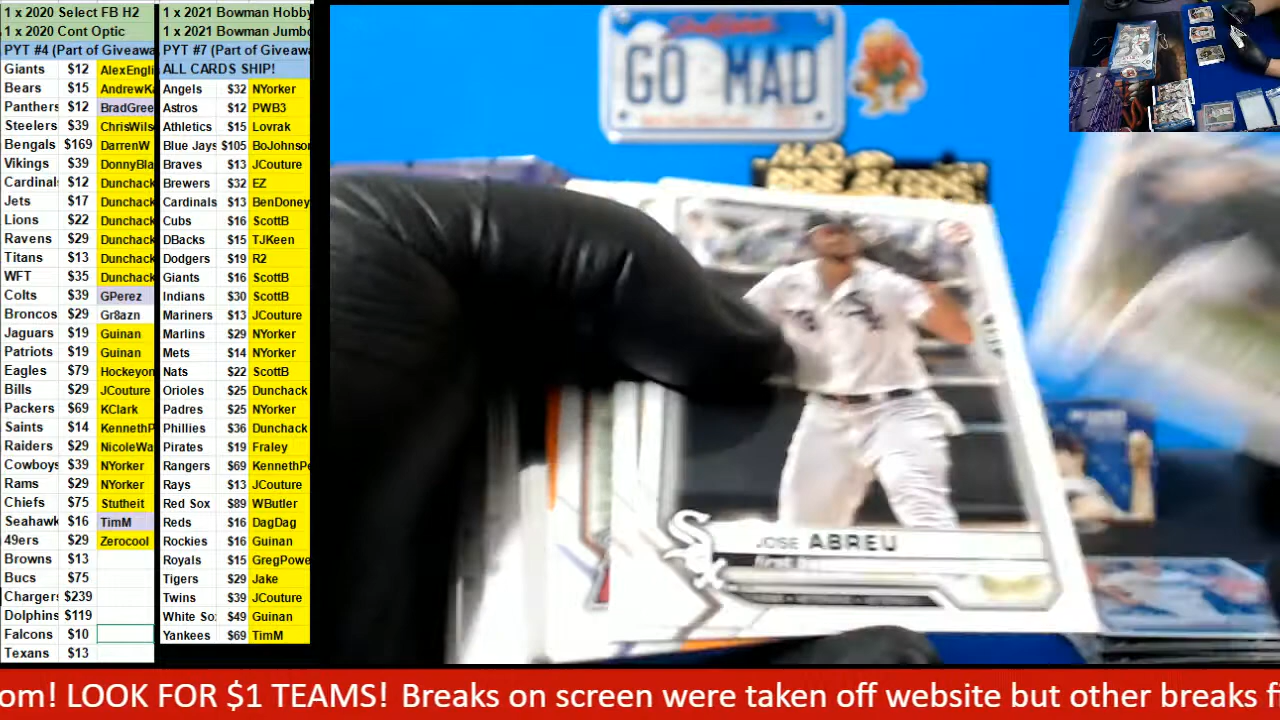 1 x 2020 Select FB H2
1 x 2020 Cont Optic
PYT #4 (Part of Giveawa
Giants $12 AlexEngli
Bears $15 AndrewKa
Panthers $12 BradGree
Steelers $39 ChrisWils
Bengals $169 DarrenW
Vikings $39 DonnyBla
Cardinal $12 Dunchack
Jets $17 Dunchack
Lions $22 Dunchack
Ravens $29 Dunchack
Titans $13 Dunchack
WFT $35 Dunchack
Colts $39 GPerez
Broncos $29 Gr8azn
Jaguars $19 Guinan
Patriots $19 Guinan
Eagles $79 Hockeyon
Bills $29 JCouture
Packers $69 KClark
Saints $14 KennethP
Raiders $29 NicoleWa
Cowboys $39 NYorker
Rams $29 NYorker
Chiefs $75 Stutheit
Seahawk $16 TimM
49ers $29 Zerocool
Browns $13
Bucs $75
Charger $239
Dolphins $119
Falcons $10
Texans $13
1 x 2021 Bowman Hobby
1 x 2021 Bowman Jumbo
PYT #7 (Part of Giveawa
ALL CARDS SHIP!
Angels $32 NYorker
Astros $12 PWB3
Athletics $15 Lovrak
Blue Jays $105 BoJohnson
Braves $13 JCouture
Brewers $32 EZ
Cardinals $13 BenDoney
Cubs $16 ScottB
DBacks $15 TJKeen
Dodgers $19 R2
Giants $16 ScottB
Indians $30 ScottB
Mariners $13 JCouture
Marlins $29 NYorker
Mets $14 NYorker
Nats $22 ScottB
Orioles $25 Dunchack
Padres $25 NYorker
Phillies $36 Dunchack
Pirates $19 Fraley
Rangers $69 KennethPe
Rays $13 JCouture
Red Sox $89 WButler
Reds $16 DagDag
Rockies $16 Guinan
Royals $15 GregPowe
Tigers $29 Jake
Twins $39 JCouture
White So $49 Guinan
Yankees $69 TimM
GO MAD
JOSE ABREU
om! LOOK FOR $1 TEAMS! Breaks on screen were taken off website but other breaks f